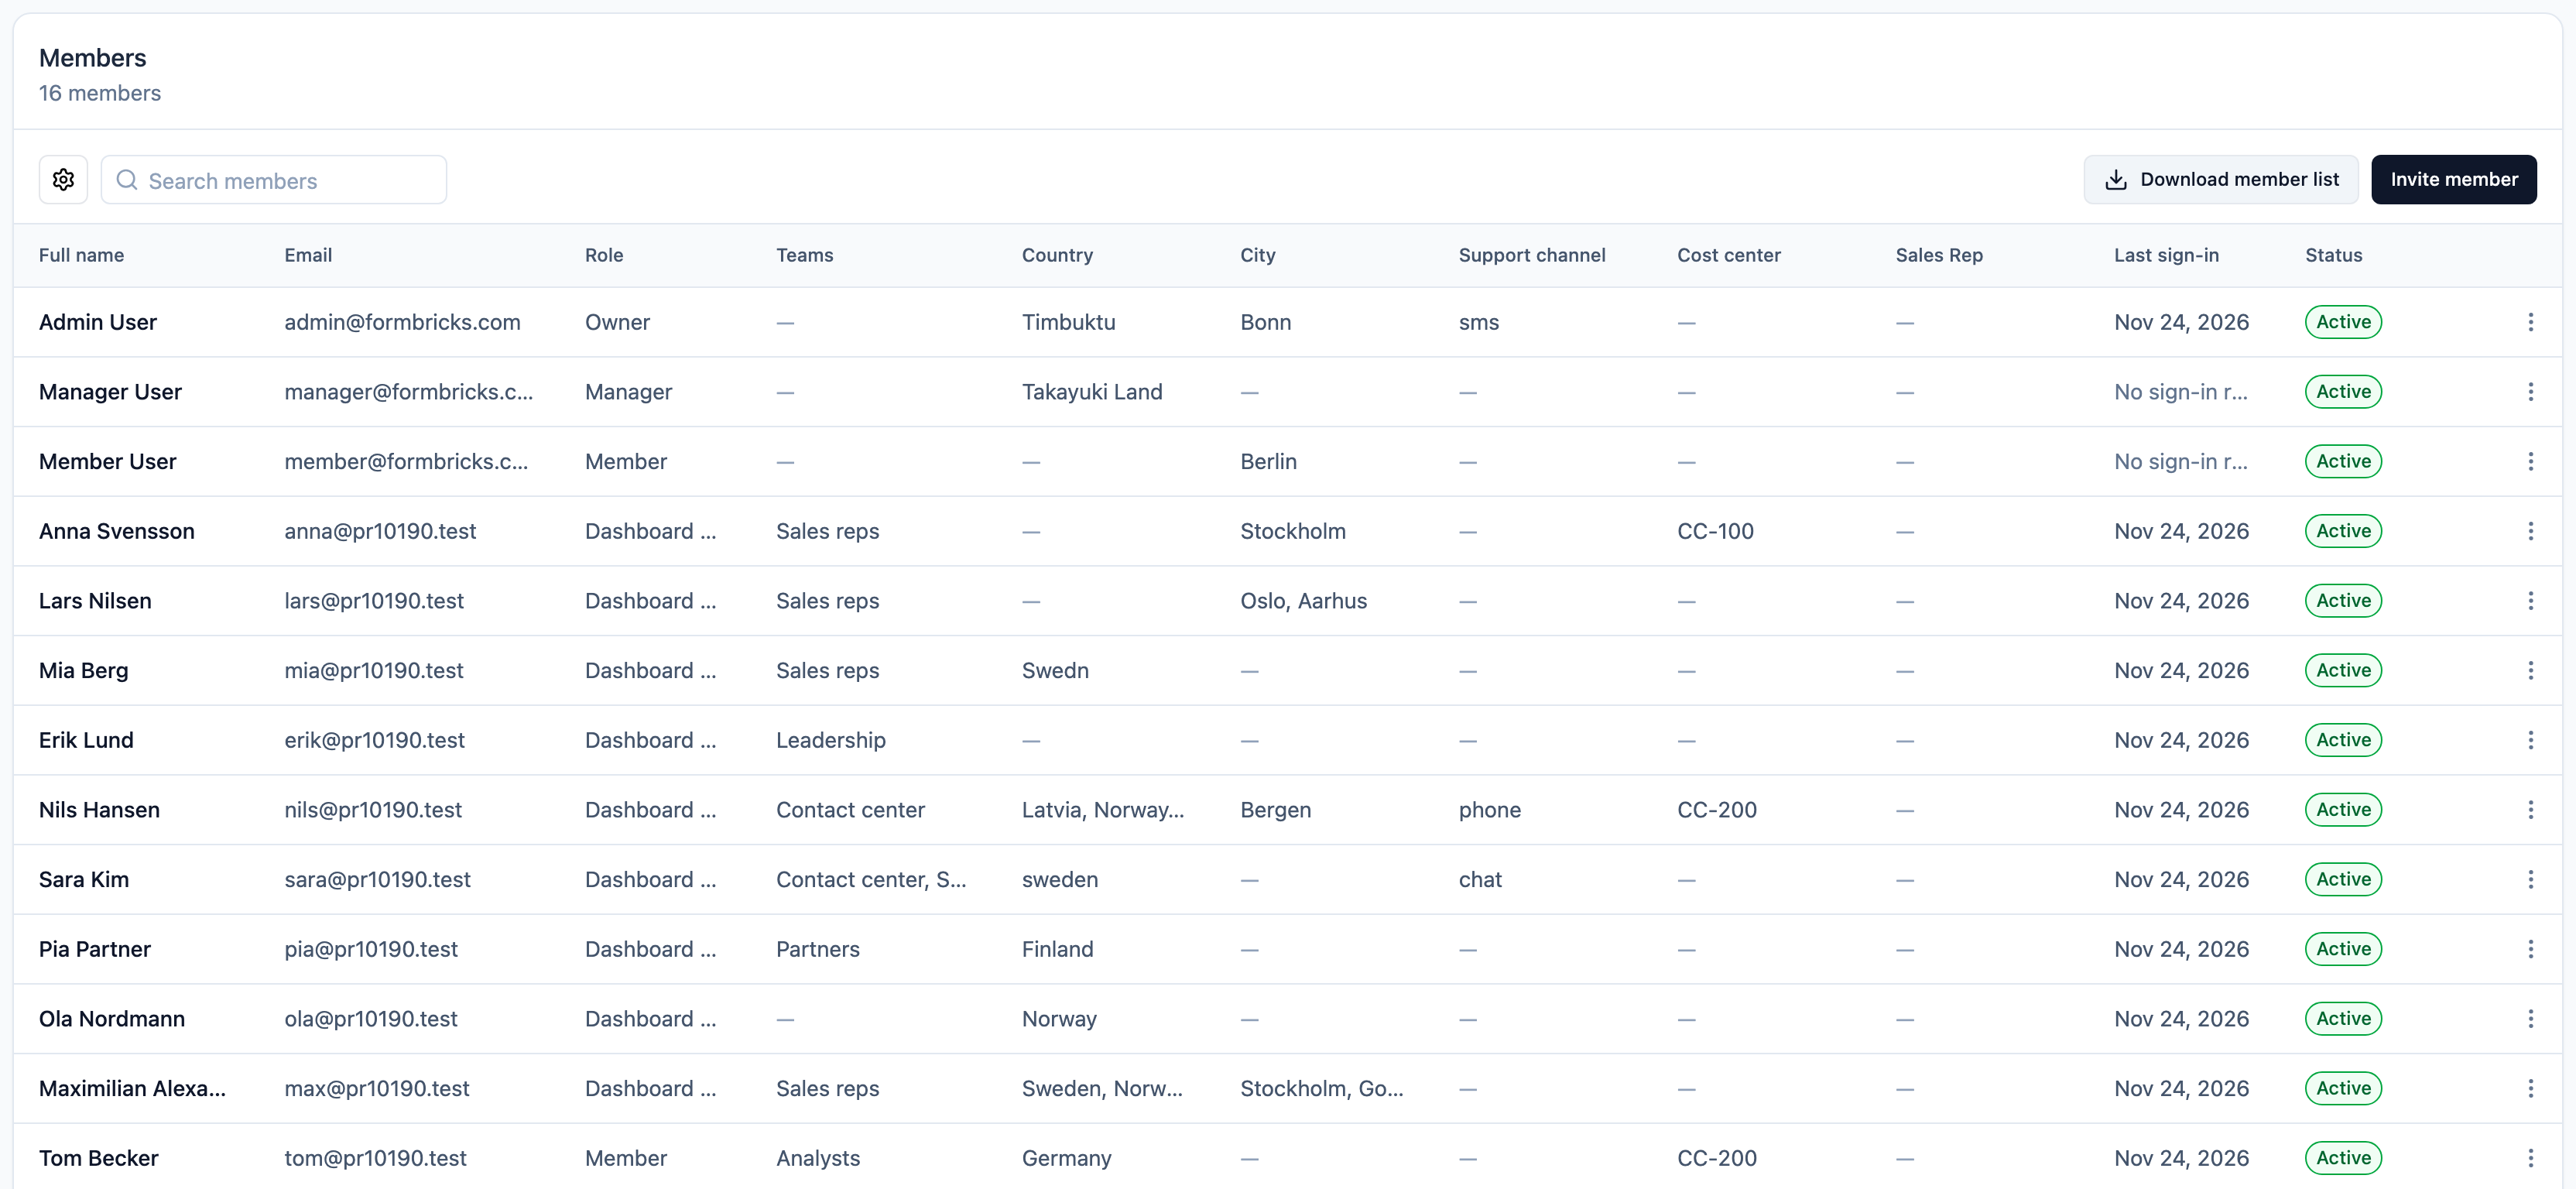 Members
16 members
Search members
Download member list
Invite member
Full name Email Role Teams Country City Support channel Cost center Sales Rep Last sign-in Status
Admin User admin@formbricks.com Owner — Timbuktu Bonn sms — — Nov 24, 2026 Active
Manager User manager@formbricks.c... Manager — Takayuki Land — — — — No sign-in r... Active
Member User member@formbricks.c... Member — — Berlin — — — No sign-in r... Active
Anna Svensson anna@pr10190.test Dashboard ... Sales reps — Stockholm — CC-100 — Nov 24, 2026 Active
Lars Nilsen lars@pr10190.test Dashboard ... Sales reps — Oslo, Aarhus — — — Nov 24, 2026 Active
Mia Berg mia@pr10190.test Dashboard ... Sales reps Swedn — — — — Nov 24, 2026 Active
Erik Lund erik@pr10190.test Dashboard ... Leadership — — — — — Nov 24, 2026 Active
Nils Hansen nils@pr10190.test Dashboard ... Contact center Latvia, Norway... Bergen phone CC-200 — Nov 24, 2026 Active
Sara Kim sara@pr10190.test Dashboard ... Contact center, S... sweden — chat — — Nov 24, 2026 Active
Pia Partner pia@pr10190.test Dashboard ... Partners Finland — — — — Nov 24, 2026 Active
Ola Nordmann ola@pr10190.test Dashboard ... — Norway — — — — Nov 24, 2026 Active
Maximilian Alexa... max@pr10190.test Dashboard ... Sales reps Sweden, Norw... Stockholm, Go... — — — Nov 24, 2026 Active
Tom Becker tom@pr10190.test Member Analysts Germany — — CC-200 — Nov 24, 2026 Active